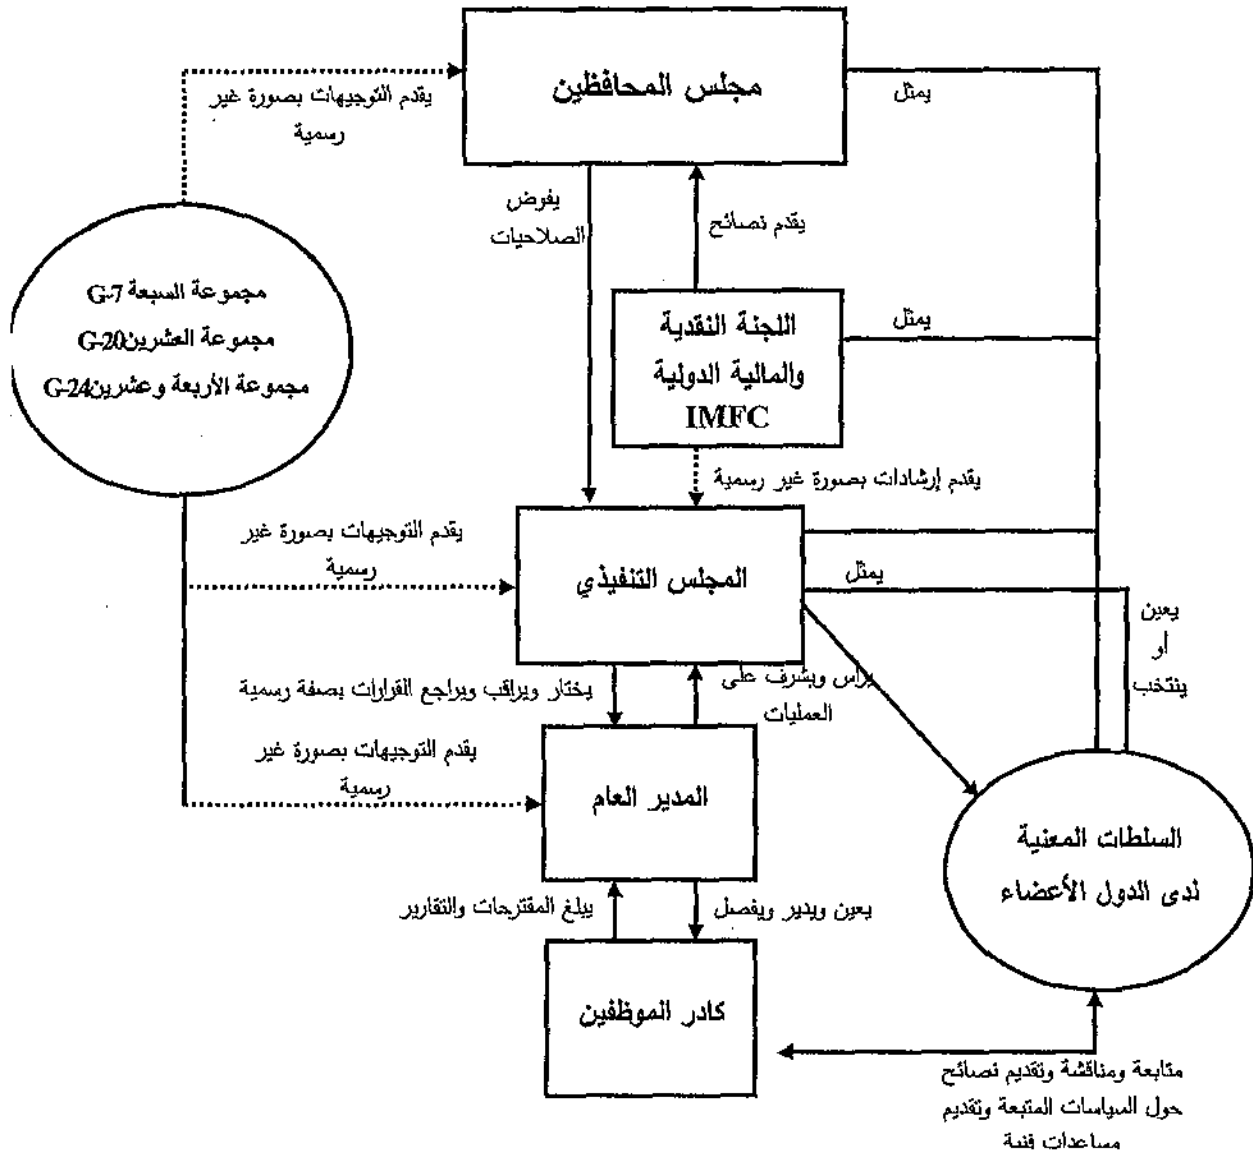 مجلس المحافظين
يمثل
يقدم التوجيهات بصورة غير
رسمية
يفوض
الصلاحيات
يقدم نصائح
مجموعة السبعة G-7
مجموعة العشرينG-20
مجموعة الأربعة وعشرينG-24
اللجنة النقدية
والمالية الدولية
IMFC
يمثل
يقدم إرشادات بصورة غير رسمية
يقدم التوجيهات بصورة غير
رسمية
المجلس التنفيذي
يمثل
يعين
أو
ينتخب
يختار ويراقب ويراجع القرارات بصفة رسمية
يرأس ويشرف على
العمليات
يقدم التوجيهات بصورة غير
رسمية
المدير العام
السلطات المعنية
لدى الدول الأعضاء
يبلغ المقترحات والتقارير
يعين ويدير ويفصل
كادر الموظفين
متابعة ومناقشة وتقديم نصائح
حول السياسات المتبعة وتقديم
مساعدات فنية